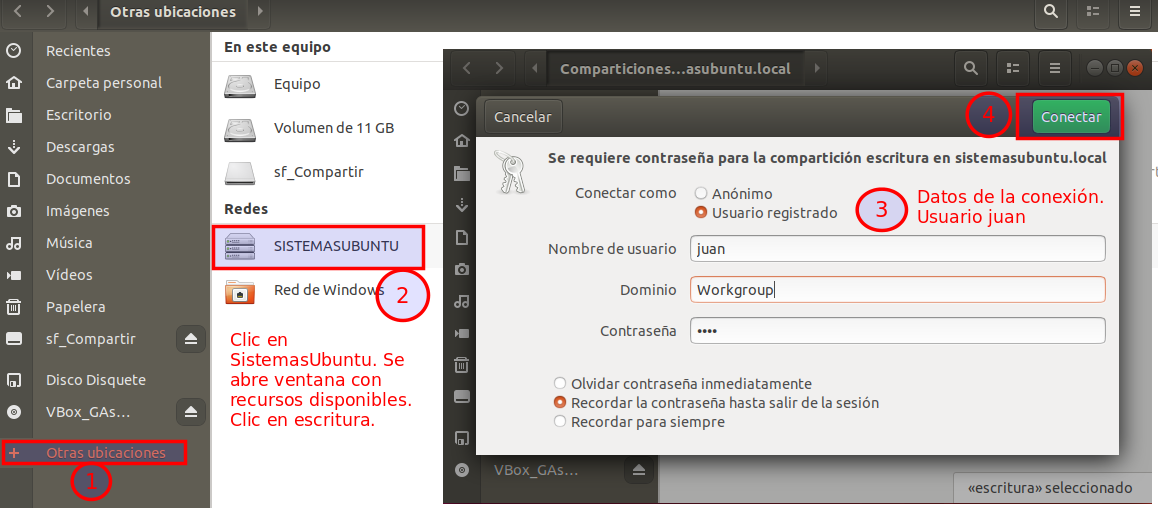 Otras ubicaciones
Recientes
Carpeta personal
Escritorio
Descargas
Documentos
Imágenes
Música
Vídeos
Papelera
sf_Compartir
Disco Disquete
VBox_GAs...
+ Otras ubicaciones
1
En este equipo
Equipo
Volumen de 11 GB
sf_Compartir
Redes
SISTEMASUBUNTU
Red de Windows
2
Clic en
SistemasUbuntu. Se
abre ventana con
recursos disponibles.
Clic en escritura.
Comparticiones...asubuntu.local
Cancelar
4
Conectar
Se requiere contraseña para la compartición escritura en sistemasubuntu.local
Conectar como
Anónimo
Usuario registrado
3
Datos de la conexión.
Usuario juan
Nombre de usuario juan
Dominio Workgroup
Contraseña ••••
Olvidar contraseña inmediatamente
Recordar la contraseña hasta salir de la sesión
Recordar para siempre
VBox_GAs...
«escritura» seleccionado